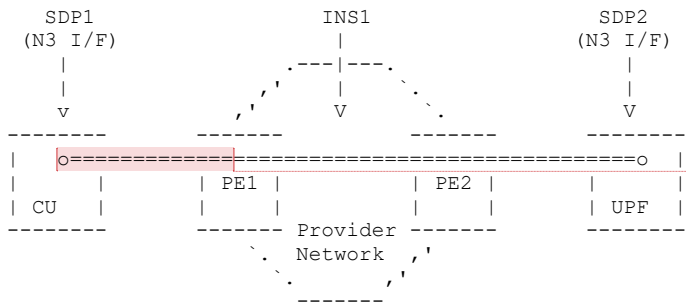 SDP1 INS1 SDP2
(N3 I/F) | (N3 I/F)
| .---|---. |
| ,' | `. |
v ,' V `. V
-------- ------- ------- --------
| o=============================================o |
| | | PE1 | | PE2 | | |
| CU | | | | | | UPF |
-------- ------- Provider ------- --------
`. Network ,'
`. ,'
-------